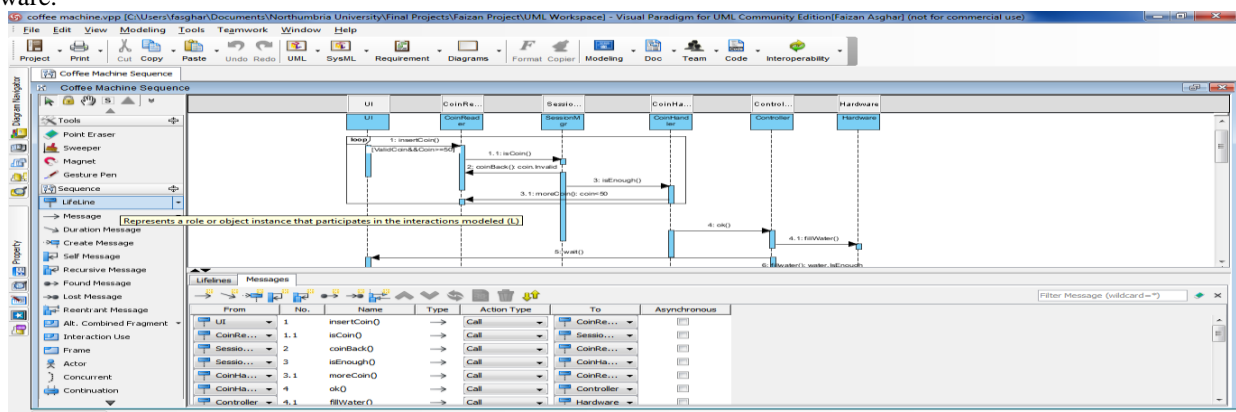 ware.
coffee machine.vpp [C:\Users\fasghar\Documents\Northumbria University\Final Projects\Faizan Project\UML Workspace] - Visual Paradigm for UML Community Edition[Faizan Asghar] (not for commercial use)
File Edit View Modeling Tools Teamwork Window Help
Project Print Cut Copy Paste Undo Redo UML SysML Requirement Diagrams Format Copier Modeling Doc Team Code Interoperability
Coffee Machine Sequence
Coffee Machine Sequence
Diagram Navigator
Property
Tools
Point Eraser
Sweeper
Magnet
Gesture Pen
Sequence
LifeLine
Message
Represents a role or object instance that participates in the interactions modeled (L)
Duration Message
Create Message
Self Message
Recursive Message
Found Message
Lost Message
Reentrant Message
Alt. Combined Fragment
Interaction Use
Frame
Actor
Concurrent
Continuation
UI CoinRe... Sessio... CoinHa... Control... Hardware
UI CoinReader SessionMgr CoinHandler Controller Hardware
loop 1: insertCoin()
[ValidCoin&&Coin==50]
1.1: isCoin()
2: coinBack(): coin.Invalid
3: isEnough()
3.1: moreCoin(): coin<50
4: ok()
4.1: fillWater()
5: wait()
6: fillwater(): water.isEnough
Lifelines Messages
Filter Message (wildcard=*)
From No. Name Type Action Type To Asynchronous
UI 1 insertCoin() Call CoinRe...
CoinRe... 1.1 isCoin() Call Sessio...
Sessio... 2 coinBack() Call CoinRe...
Sessio... 3 isEnough() Call CoinHa...
CoinHa... 3.1 moreCoin() Call CoinRe...
CoinHa... 4 ok() Call Controller
Controller 4.1 fillWater() Call Hardware